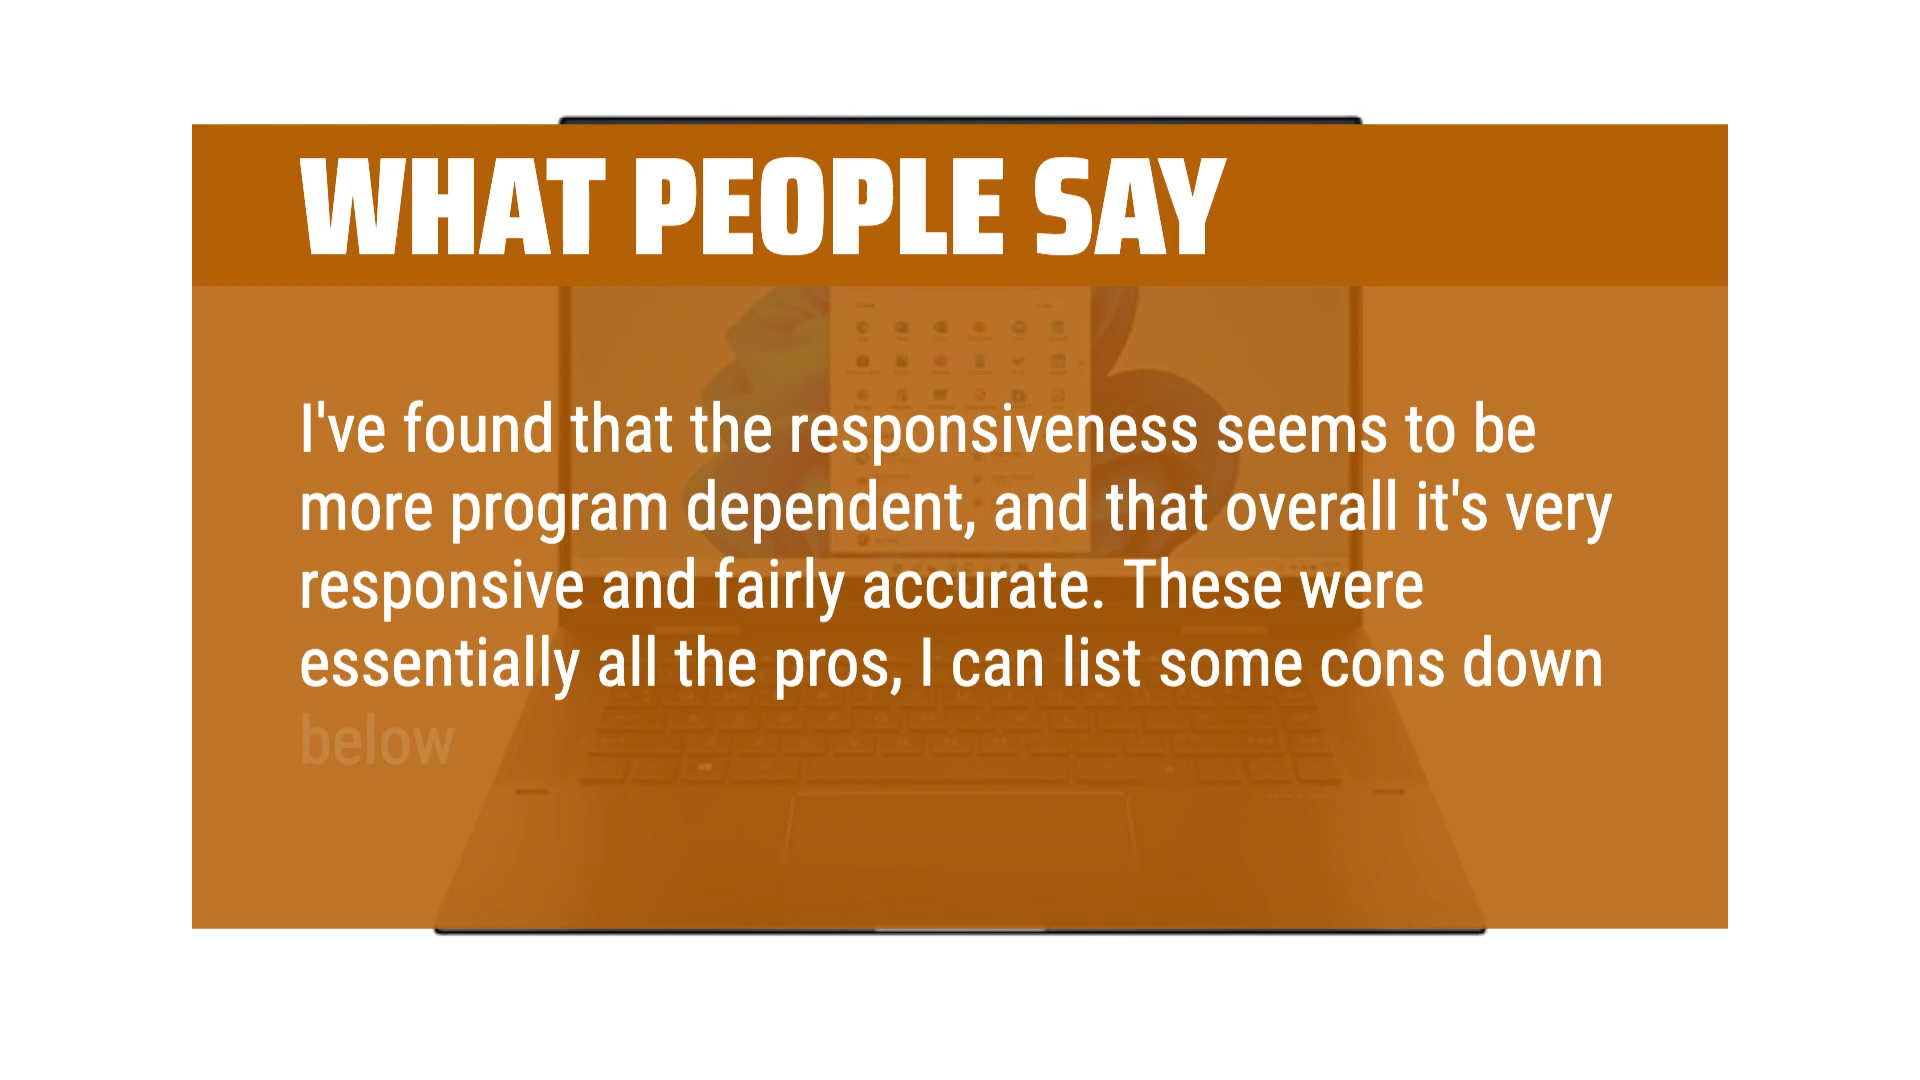 WHAT PEOPLE SAY
I've found that the responsiveness seems to be
more program dependent, and that overall it's very
responsive and fairly accurate. These were
essentially all the pros, I can list some cons down
below